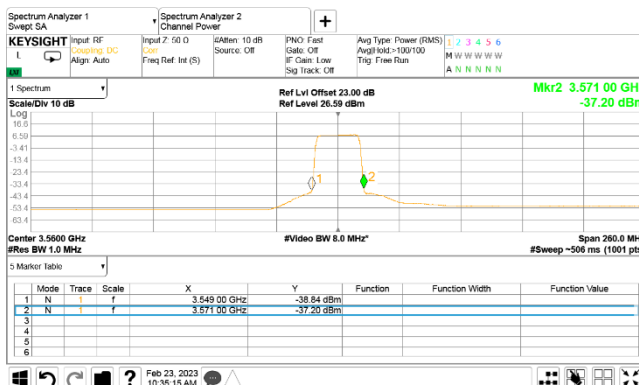 Spectrum Analyzer 1
Swept SA
Spectrum Analyzer 2
Channel Power
KEYSIGHT
L
Input: RF
Coupling: DC
Align: Auto
Input Z: 50 Ω
Corr
Freq Ref: Int (S)
#Atten: 10 dB
Source: Off
PNO: Fast
Gate: Off
IF Gain: Low
Sig Track: Off
Avg Type: Power (RMS)
Avg|Hold:>100/100
Trig: Free Run
1 2 3 4 5 6
M W W W W W
A N N N N N
1 Spectrum
Scale/Div 10 dB
Log
Ref Lvl Offset 23.00 dB
Ref Level 26.59 dBm
Mkr2 3.571 00 GH
-37.20 dBm
16.6
6.59
-3.41
-13.4
-23.4
-33.4
-43.4
-53.4
-63.4
1
2
Center 3.5600 GHz
#Res BW 1.0 MHz
#Video BW 8.0 MHz*
Span 260.0 MH
#Sweep ~506 ms (1001 pts
5 Marker Table
Mode Trace Scale X Y Function Function Width Function Value
1 N 1 f 3.549 00 GHz -38.84 dBm
2 N 1 f 3.571 00 GHz -37.20 dBm
3
4
5
6
?
Feb 23, 2023
10:35:15 AM